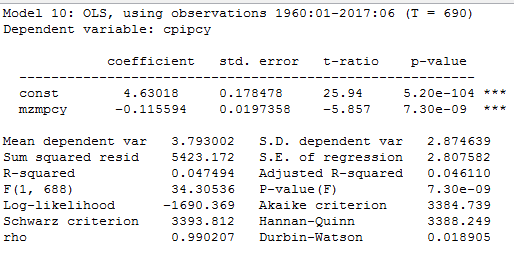 Model 10: OLS, using observations 1960:01-2017:06 (T = 690)
Dependent variable: cpipcy
coefficient std. error t-ratio p-value
---------------------------------------------------------
const 4.63018 0.178478 25.94 5.20e-104 ***
mzmpcy -0.115594 0.0197358 -5.857 7.30e-09 ***
Mean dependent var 3.793002 S.D. dependent var 2.874639
Sum squared resid 5423.172 S.E. of regression 2.807582
R-squared 0.047494 Adjusted R-squared 0.046110
F(1, 688) 34.30536 P-value(F) 7.30e-09
Log-likelihood -1690.369 Akaike criterion 3384.739
Schwarz criterion 3393.812 Hannan-Quinn 3388.249
rho 0.990207 Durbin-Watson 0.018905